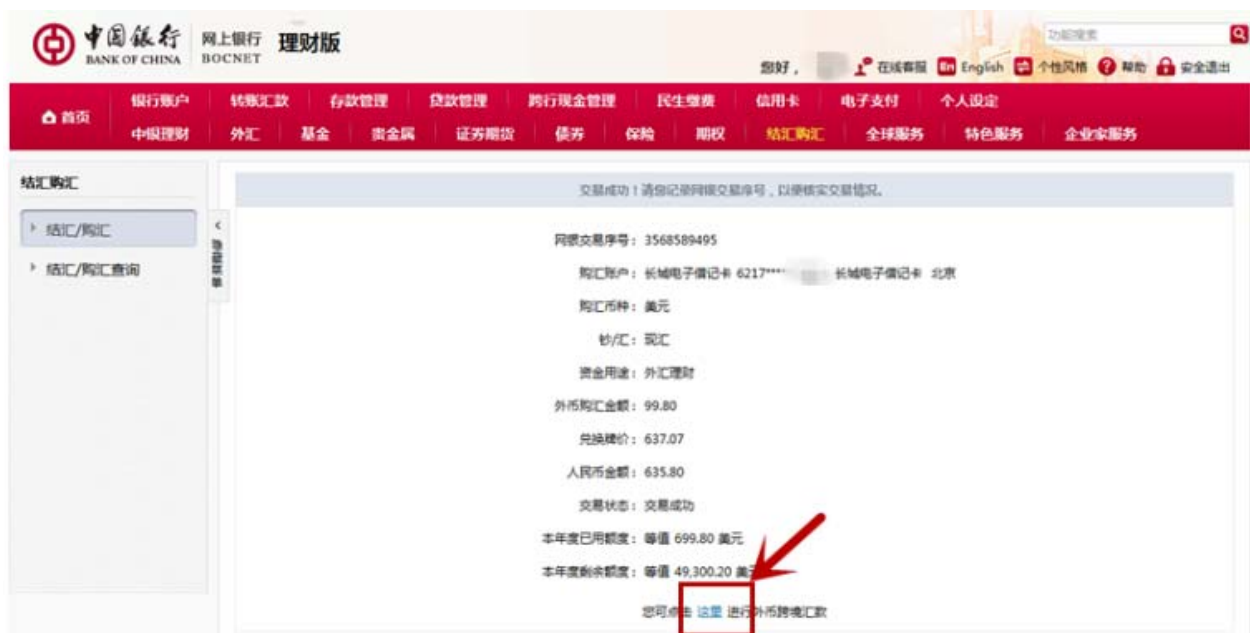 中国银行 网上银行 理财版
BANK OF CHINA BOCNET
功能搜索
您好， 在线客服 En English 个性风格 ? 帮助 安全退出
首页
银行账户 转账汇款 存款管理 贷款管理 跨行现金管理 民生缴费 信用卡 电子支付 个人设定
中银理财 外汇 基金 贵金属 证券期货 债券 保险 期权 结汇购汇 全球服务 特色服务 企业家服务
结汇购汇
结汇/购汇
结汇/购汇查询
隐藏菜单
交易成功！请您记录网银交易序号，以便核实交易情况。
网银交易序号： 3568589495
购汇账户： 长城电子借记卡 6217**** 长城电子借记卡 北京
购汇币种： 美元
钞/汇： 现汇
资金用途： 外汇理财
外币购汇金额： 99.80
兑换牌价： 637.07
人民币金额： 635.80
交易状态： 交易成功
本年度已用额度： 等值 699.80 美元
本年度剩余额度： 等值 49,300.20 美元
您可点击 这里 进行外币跨境汇款